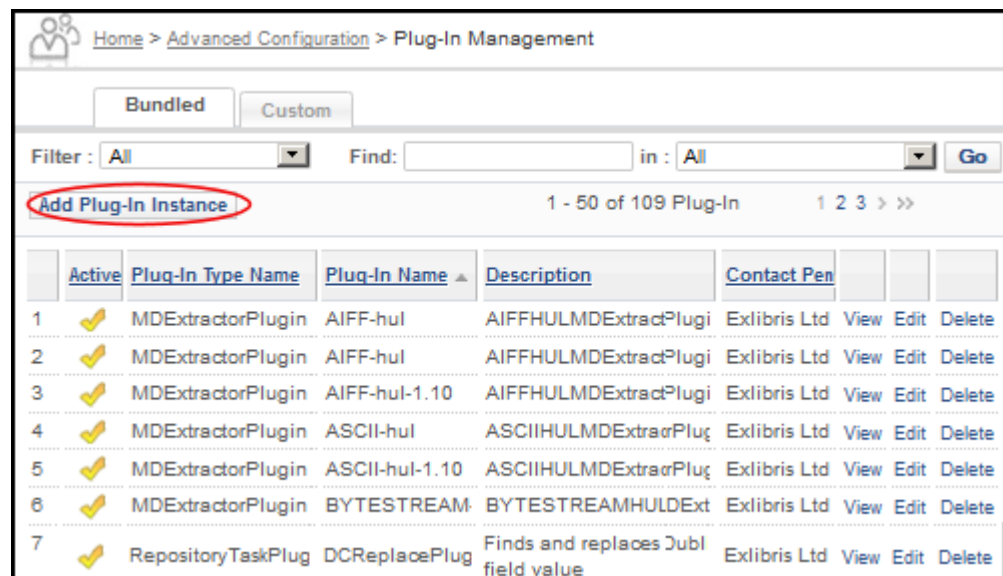 Home > Advanced Configuration > Plug-In Management
Bundled Custom
Filter : All Find: in : All Go
Add Plug-In Instance 1 - 50 of 109 Plug-In 1 2 3 > >>
Active Plug-In Type Name Plug-In Name Description Contact Per
1 MDExtractorPlugin AIFF-hul AIFFHULMDExtractPlugi Exlibris Ltd View Edit Delete
2 MDExtractorPlugin AIFF-hul AIFFHULMDExtractPlugi Exlibris Ltd View Edit Delete
3 MDExtractorPlugin AIFF-hul-1.10 AIFFHULMDExtractPlugi Exlibris Ltd View Edit Delete
4 MDExtractorPlugin ASCII-hul ASCIIHULMDExtractPlug Exlibris Ltd View Edit Delete
5 MDExtractorPlugin ASCII-hul-1.10 ASCIIHULMDExtractPlug Exlibris Ltd View Edit Delete
6 MDExtractorPlugin BYTESTREAM- BYTESTREAMHULDExt Exlibris Ltd View Edit Delete
7 RepositoryTaskPlug DCReplacePlug Finds and replaces Dubl Exlibris Ltd View Edit Delete
field value